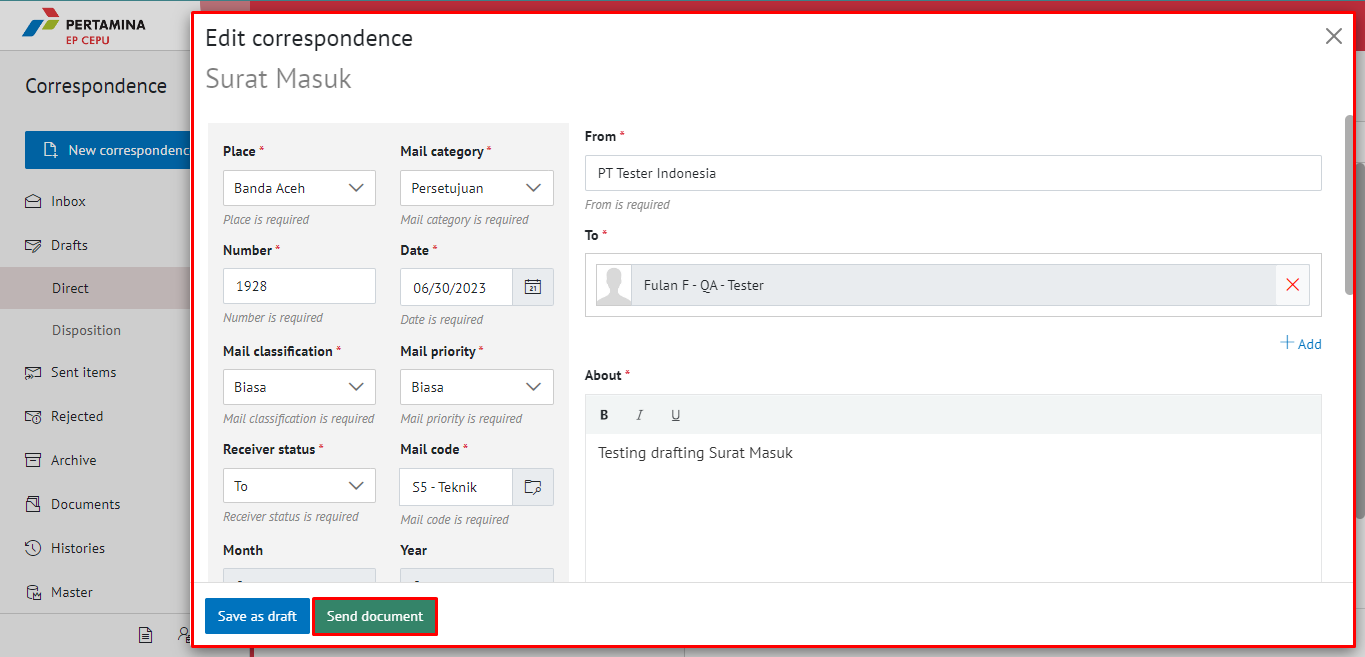 PERTAMINA
EP CEPU
Correspondence
New correspondenc
Inbox
Drafts
Direct
Disposition
Sent items
Rejected
Archive
Documents
Histories
Master
Edit correspondence
Surat Masuk
Place *
Mail category *
Banda Aceh
Persetujuan
Place is required
Mail category is required
Number *
Date *
1928
06/30/2023
21
Number is required
Date is required
Mail classification *
Mail priority *
Biasa
Biasa
Mail classification is required
Mail priority is required
Receiver status *
Mail code *
To
S5 - Teknik
Receiver status is required
Mail code is required
Month
Year
From *
PT Tester Indonesia
From is required
To *
Fulan F - QA - Tester
Add
About *
B I U
Testing drafting Surat Masuk
Save as draft
Send document